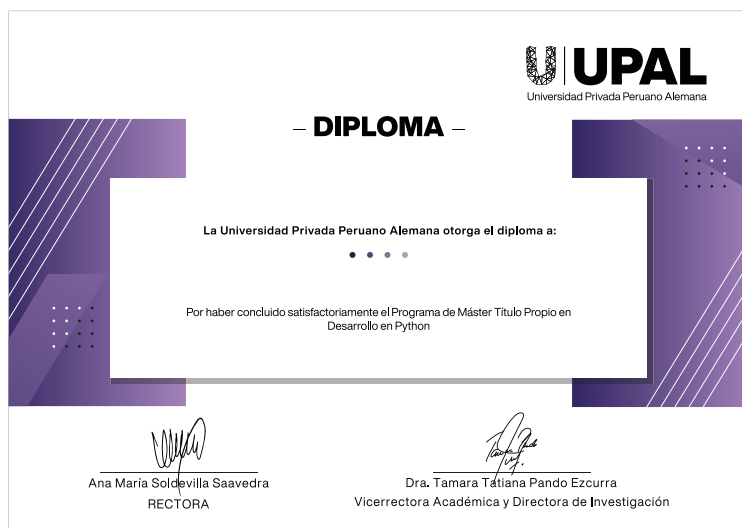 UPAL
Universidad Privada Peruano Alemana
– DIPLOMA –
La Universidad Privada Peruano Alemana otorga el diploma a:
Por haber concluido satisfactoriamente el Programa de Máster Título Propio en
Desarrollo en Python
Ana María Soldevilla Saavedra
RECTORA
Dra. Tamara Tatiana Pando Ezcurra
Vicerrectora Académica y Directora de Investigación